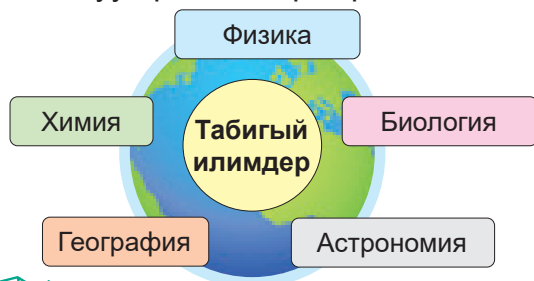 Физика
Химия
Табигый
илимдер
Биология
География
Астрономия